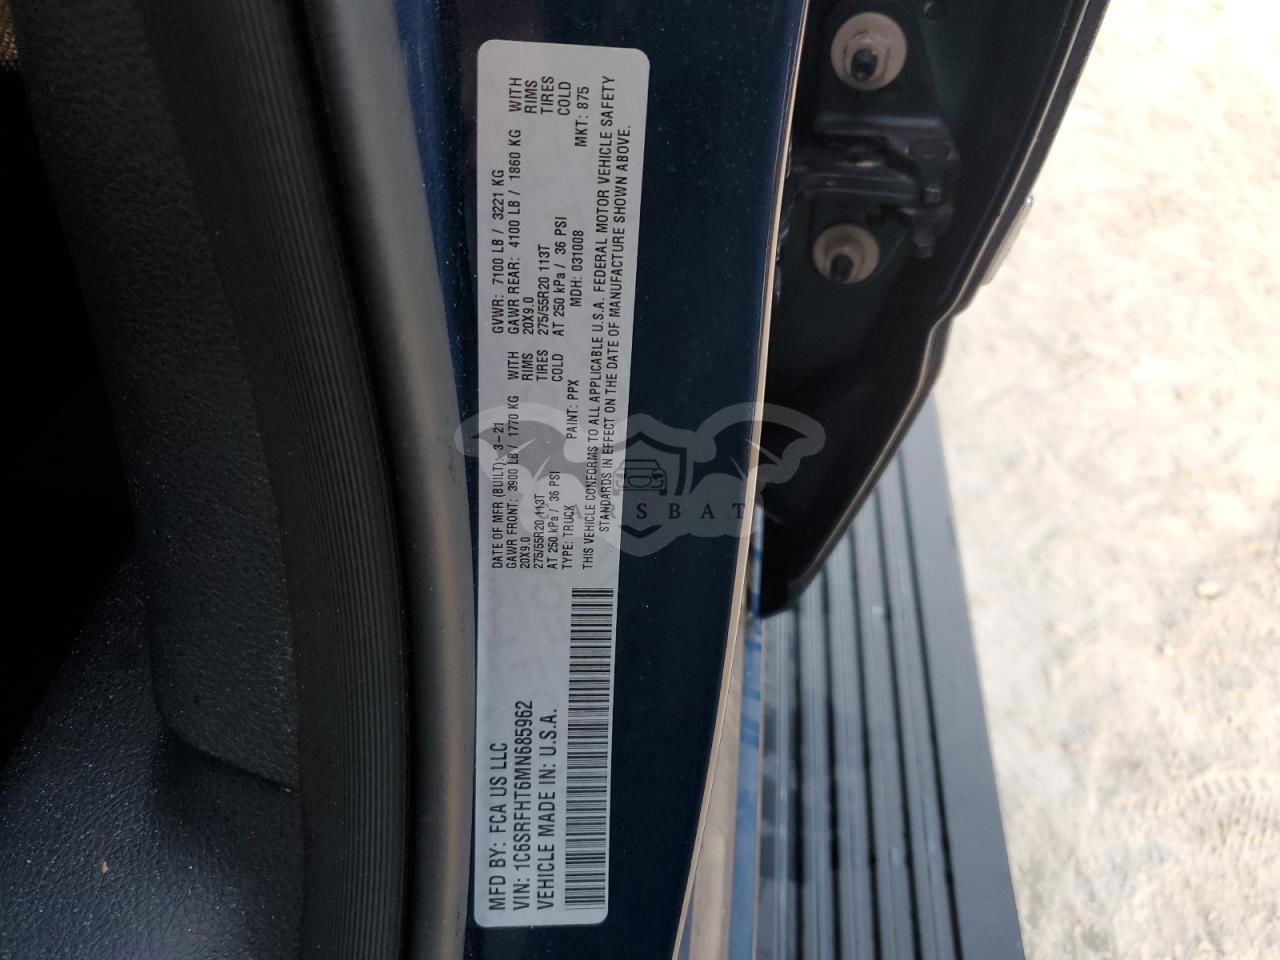 MFD BY: FCA US LLC
VIN: 1C6SRFHT6MN685962
VEHICLE MADE IN: U.S.A.
DATE OF MFR (BUILT): 3-21 GVWR: 7100 LB / 3221 KG
GAWR FRONT: 3900 LB / 1770 KG WITH GAWR REAR: 4100 LB / 1860 KG WITH
20X9.0 RIMS 20X9.0 RIMS
275/55R20 113T TIRES 275/55R20 113T TIRES
AT 250 kPa / 36 PSI COLD AT 250 kPa / 36 PSI COLD
TYPE: TRUCK PAINT: PPX MDH: 031008 MKT: 875
THIS VEHICLE CONFORMS TO ALL APPLICABLE U.S.A. FEDERAL MOTOR VEHICLE SAFETY
STANDARDS IN EFFECT ON THE DATE OF MANUFACTURE SHOWN ABOVE.